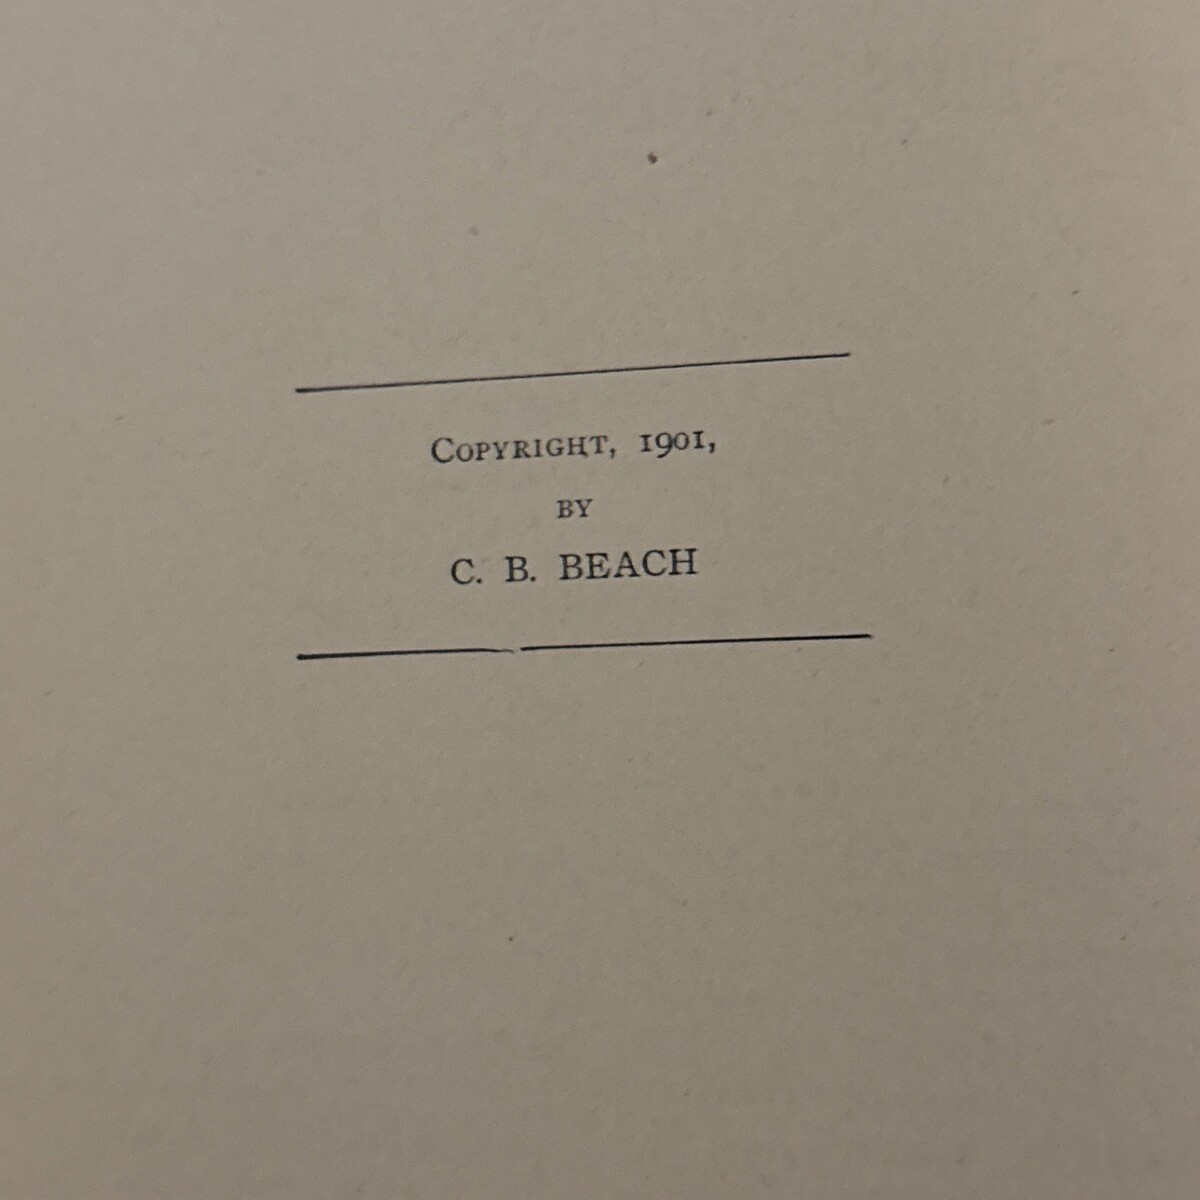 Copyright, 1901,
BY
C. B. BEACH